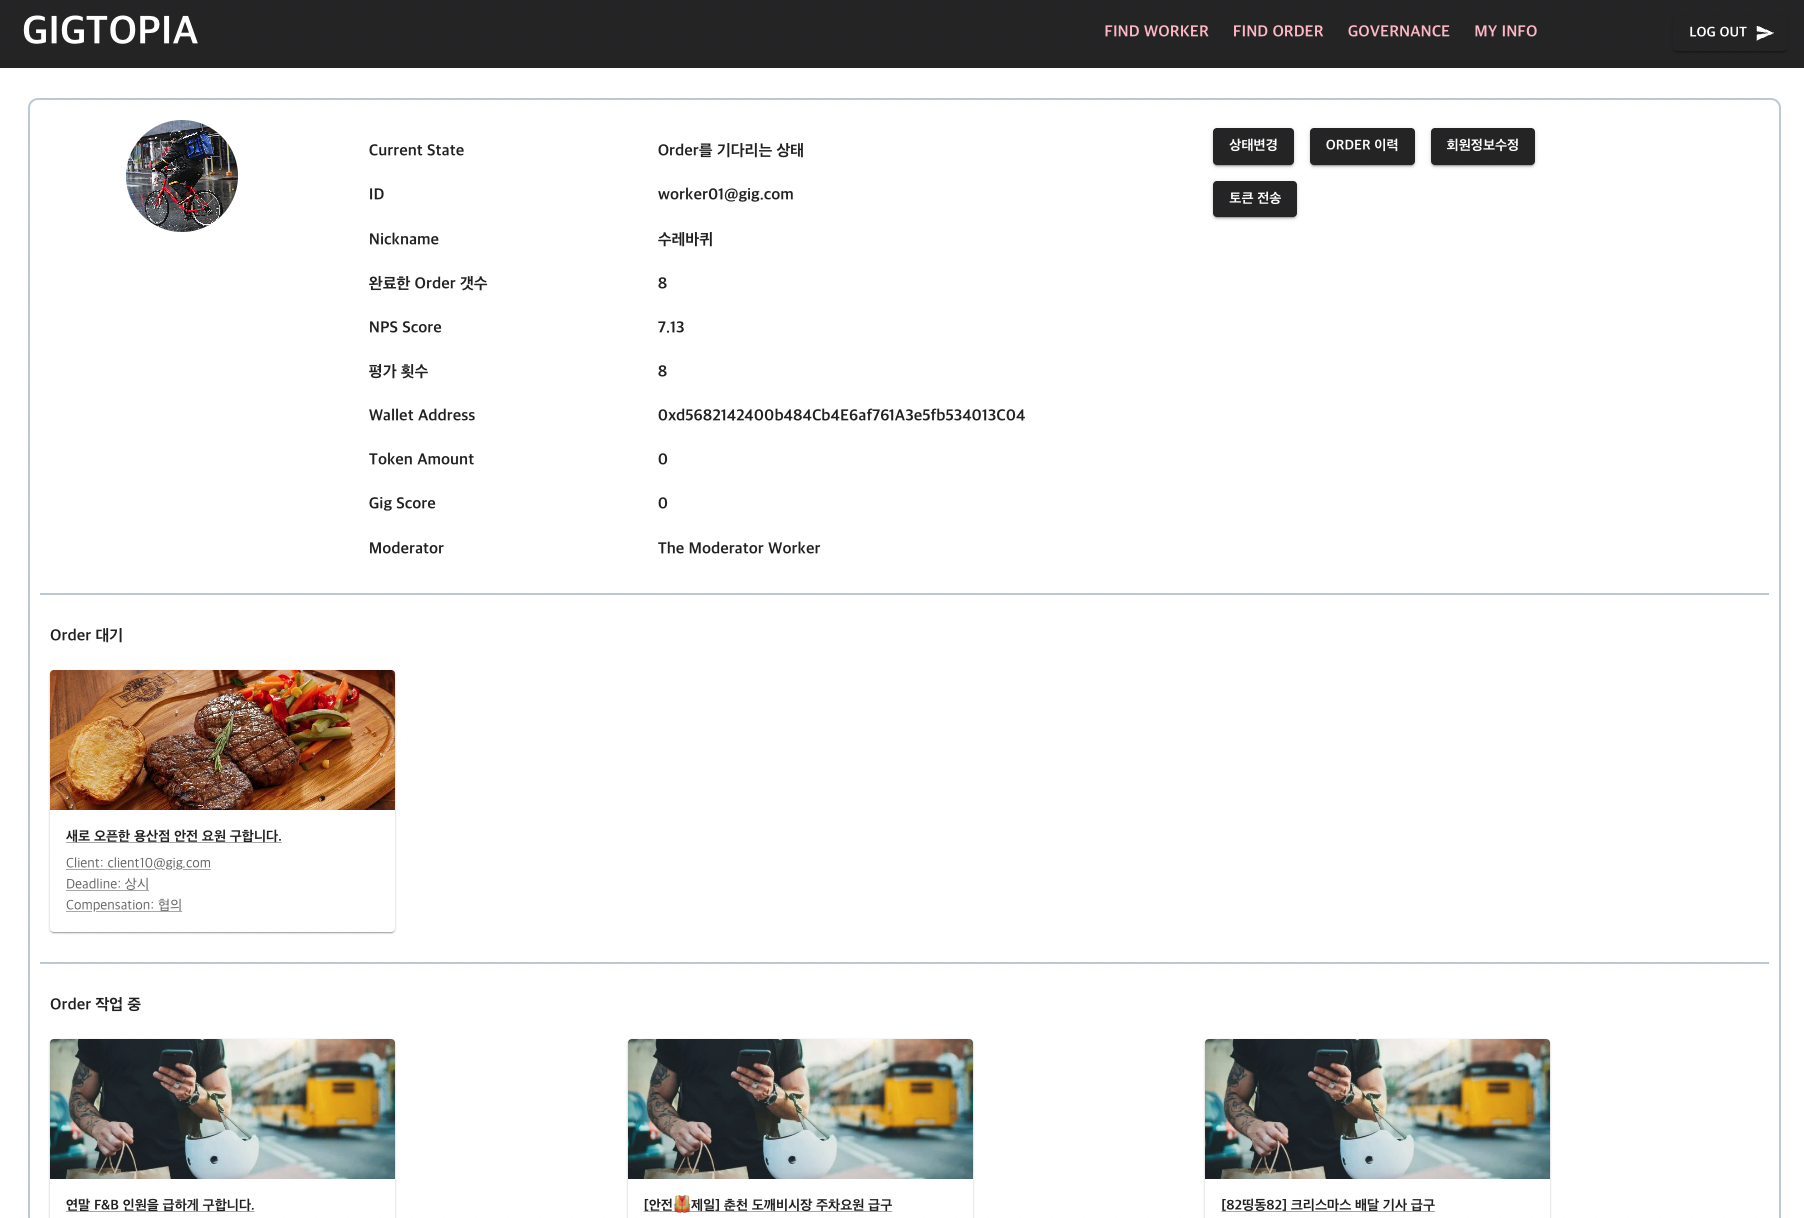 GIGTOPIA
FIND WORKER FIND ORDER GOVERNANCE MY INFO LOG OUT
Current State Order를 기다리는 상태
상태변경 ORDER 이력 회원정보수정
ID worker01@gig.com
토큰 전송
Nickname 수레바퀴
완료한 Order 갯수 8
NPS Score 7.13
평가 횟수 8
Wallet Address 0xd5682142400b484Cb4E6af761A3e5fb534013C04
Token Amount 0
Gig Score 0
Moderator The Moderator Worker
Order 대기
새로 오픈한 용산점 안전 요원 구합니다.
Client: client10@gig.com
Deadline: 상시
Compensation: 협의
Order 작업 중
연말 F&B 인원을 급하게 구합니다.
[안전🦺제일] 춘천 도깨비시장 주차요원 급구
[82띵동82] 크리스마스 배달 기사 급구